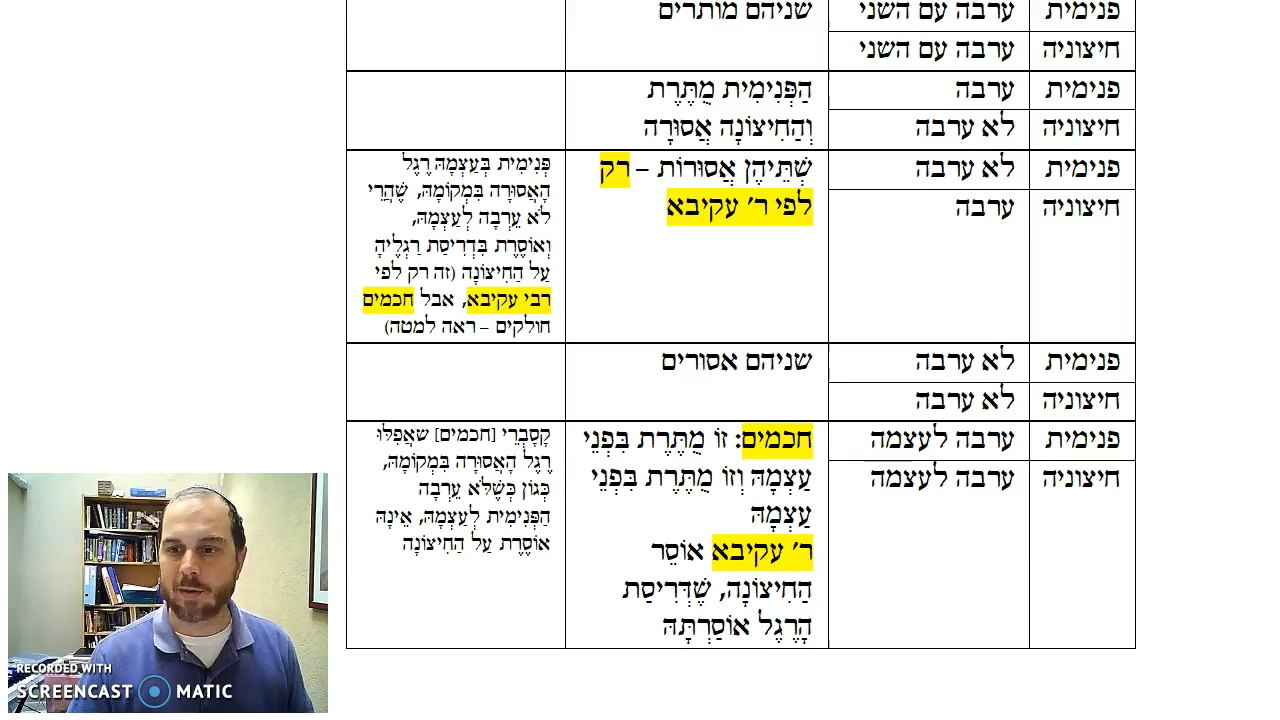 פנימית ערבה עם השני שניהם מותרים
חיצוניה ערבה עם השני
פנימית ערבה הַפְּנִימִית מֻתֶּרֶת
חיצוניה לא ערבה וְהַחִיצוֹנָה אֲסוּרָה
פנימית לא ערבה שְׁתֵּיהֶן אֲסוּרוֹת – רק
חיצוניה ערבה לפי ר׳ עקיבא
פְּנִימִית בְּעַצְמָהּ רֶגֶל
הָאֲסוּרָה בִּמְקוֹמָהּ, שֶׁהֲרֵי
לֹא עֵרְבָה לְעַצְמָהּ,
וְאוֹסֶרֶת בִּדְרִיסַת רַגְלֶיהָ
עַל הַחִיצוֹנָה (זה רק לפי
רבי עקיבא, אבל חכמים
חולקים – ראה למטה)
פנימית לא ערבה שניהם אסורים
חיצוניה לא ערבה
פנימית ערבה לעצמה
חיצוניה ערבה לעצמה
חכמים: זוֹ מֻתֶּרֶת בִּפְנֵי
עַצְמָהּ וְזוֹ מֻתֶּרֶת בִּפְנֵי
עַצְמָהּ
ר׳ עקיבא אוֹסֵר
הַחִיצוֹנָה, שֶׁדְּרִיסַת
הָרֶגֶל אוֹסַרְתָּהּ
קָסָבְרֵי [חכמים] שאֲפִלּוּ
רֶגֶל הָאֲסוּרָה בִּמְקוֹמָהּ,
כְּגוֹן כְּשֶׁלֹּא עֵרְבָה
הַפְּנִימִית לְעַצְמָהּ, אֵינָהּ
אוֹסֶרֶת עַל הַחִיצוֹנָה
RECORDED WITH
SCREENCAST MATIC